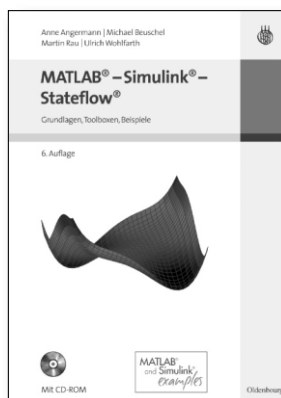 Anne Angermann | Michael Beuschel
Martin Rau | Ulrich Wohlfarth
MATLAB® – Simulink® –
Stateflow®
Grundlagen, Toolboxen, Beispiele
6. Auflage
MATLAB®
and Simulink®
examples
Mit CD-ROM
Oldenbourg